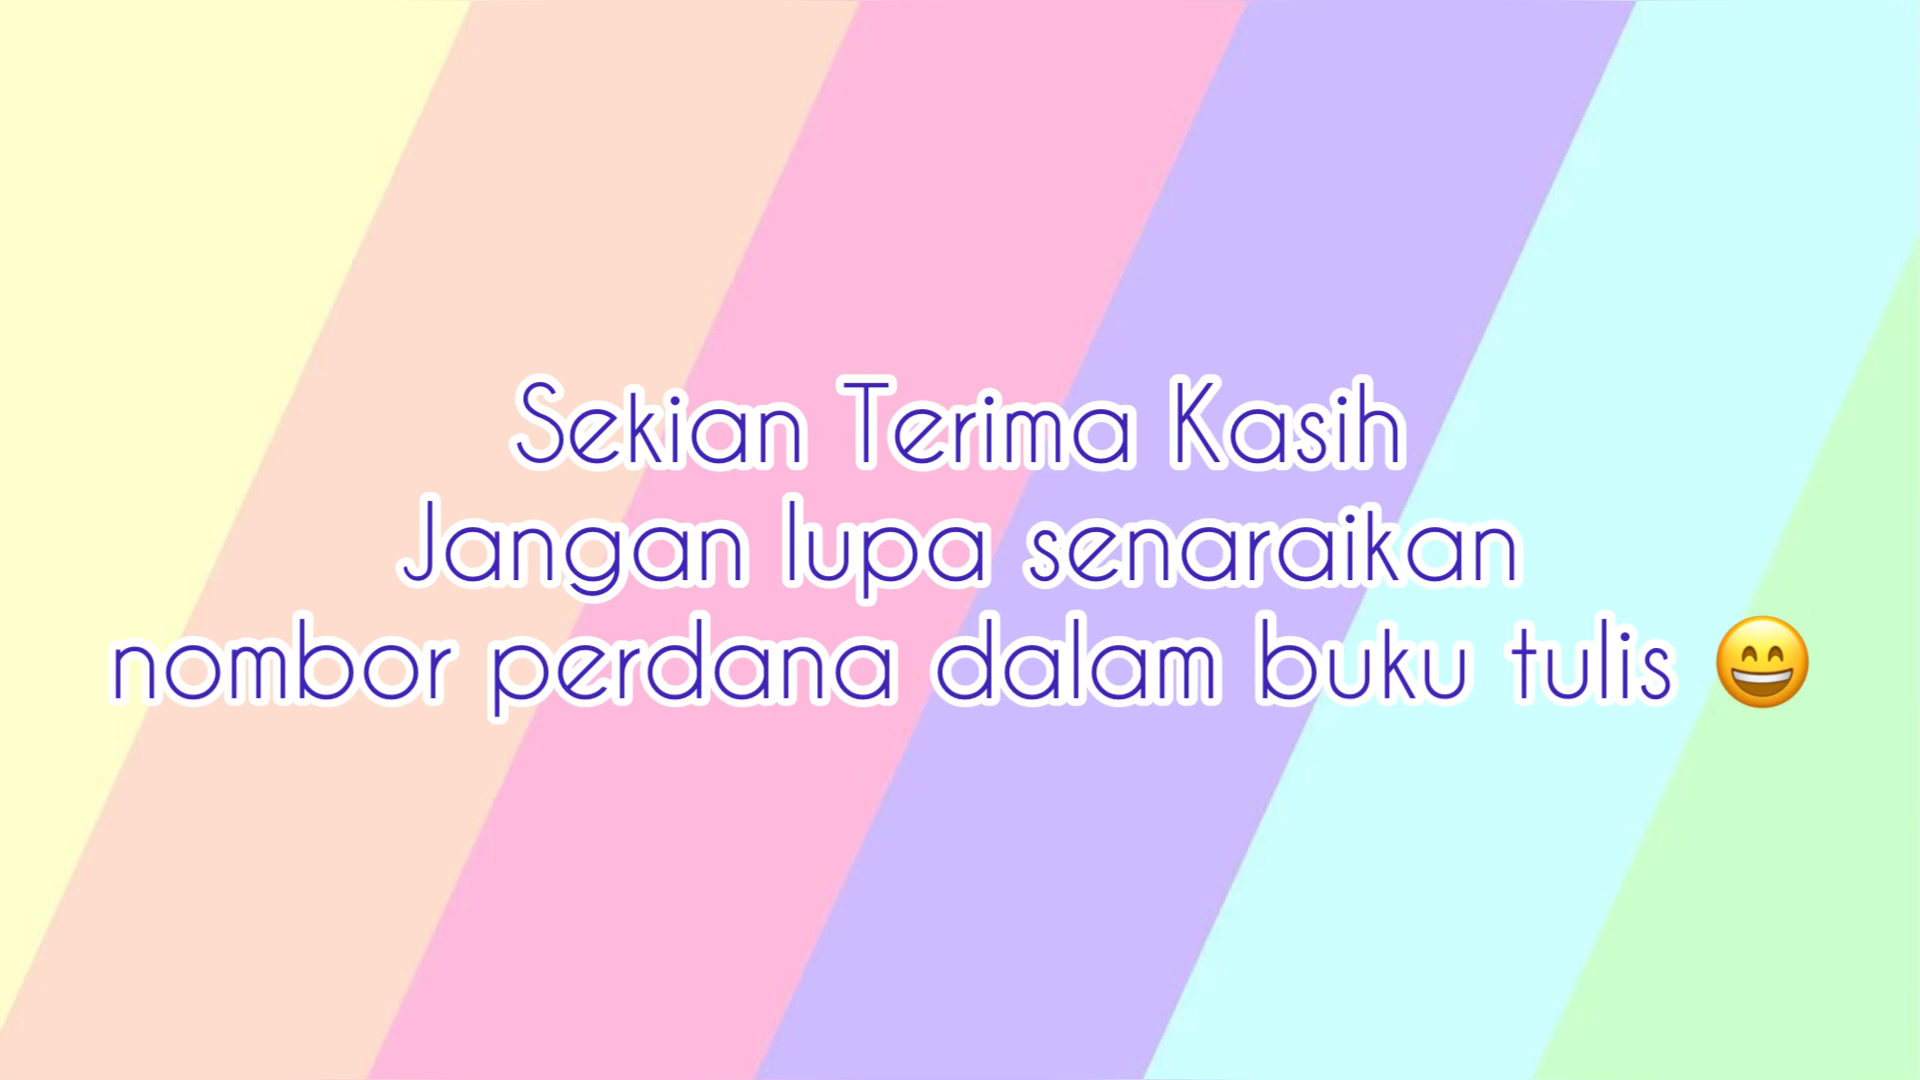 Sekian Terima Kasih
Jangan lupa senaraikan
nombor perdana dalam buku tulis 😄